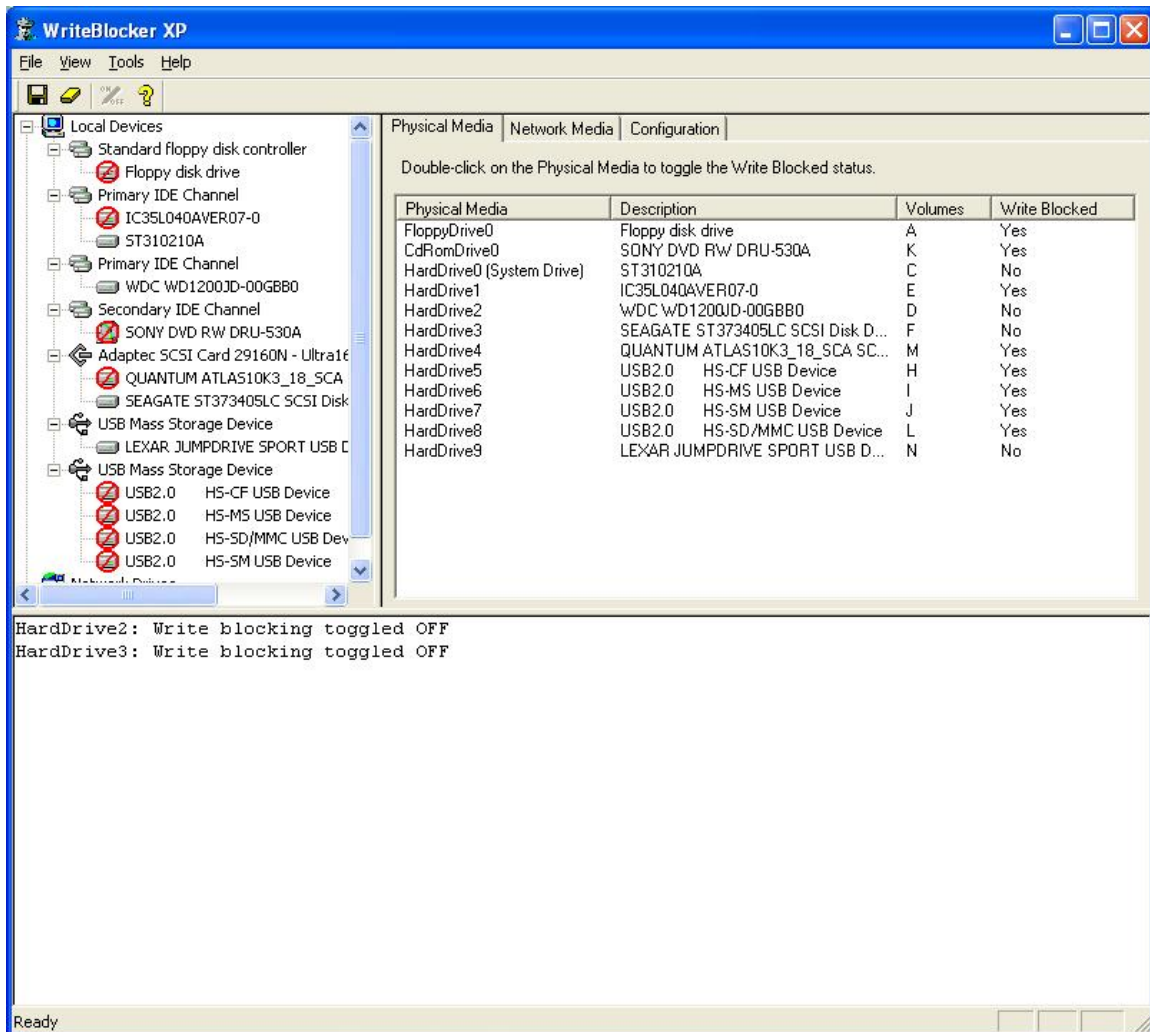 WriteBlocker XP
File View Tools Help
ON/OFF
Local Devices
Standard floppy disk controller
Floppy disk drive
Primary IDE Channel
IC35L040AVER07-0
ST310210A
Primary IDE Channel
WDC WD1200JD-00GBB0
Secondary IDE Channel
SONY DVD RW DRU-530A
Adaptec SCSI Card 29160N - Ultra16
QUANTUM ATLAS10K3_18_SCA
SEAGATE ST373405LC SCSI Disk
USB Mass Storage Device
LEXAR JUMPDRIVE SPORT USB D
USB Mass Storage Device
USB2.0 HS-CF USB Device
USB2.0 HS-MS USB Device
USB2.0 HS-SD/MMC USB Dev
USB2.0 HS-SM USB Device
Network Drives
Physical Media Network Media Configuration
Double-click on the Physical Media to toggle the Write Blocked status.
Physical Media Description Volumes Write Blocked
FloppyDrive0 Floppy disk drive A Yes
CdRomDrive0 SONY DVD RW DRU-530A K Yes
HardDrive0 (System Drive) ST310210A C No
HardDrive1 IC35L040AVER07-0 E Yes
HardDrive2 WDC WD1200JD-00GBB0 D No
HardDrive3 SEAGATE ST373405LC SCSI Disk D... F No
HardDrive4 QUANTUM ATLAS10K3_18_SCA SC... M Yes
HardDrive5 USB2.0 HS-CF USB Device H Yes
HardDrive6 USB2.0 HS-MS USB Device I Yes
HardDrive7 USB2.0 HS-SM USB Device J Yes
HardDrive8 USB2.0 HS-SD/MMC USB Device L Yes
HardDrive9 LEXAR JUMPDRIVE SPORT USB D... N No
HardDrive2: Write blocking toggled OFF
HardDrive3: Write blocking toggled OFF
Ready